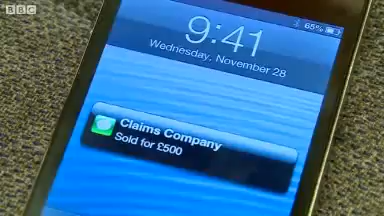 BBC
65%
9:41
Wednesday, November 28
Claims Company
Sold for £500